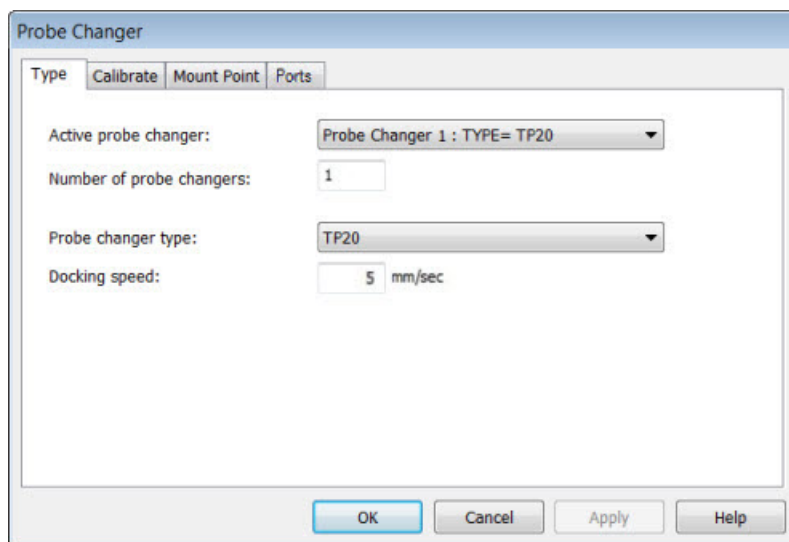 Probe Changer
Type Calibrate Mount Point Ports
Active probe changer: Probe Changer 1 : TYPE= TP20
Number of probe changers: 1
Probe changer type: TP20
Docking speed: 5 mm/sec
OK Cancel Apply Help